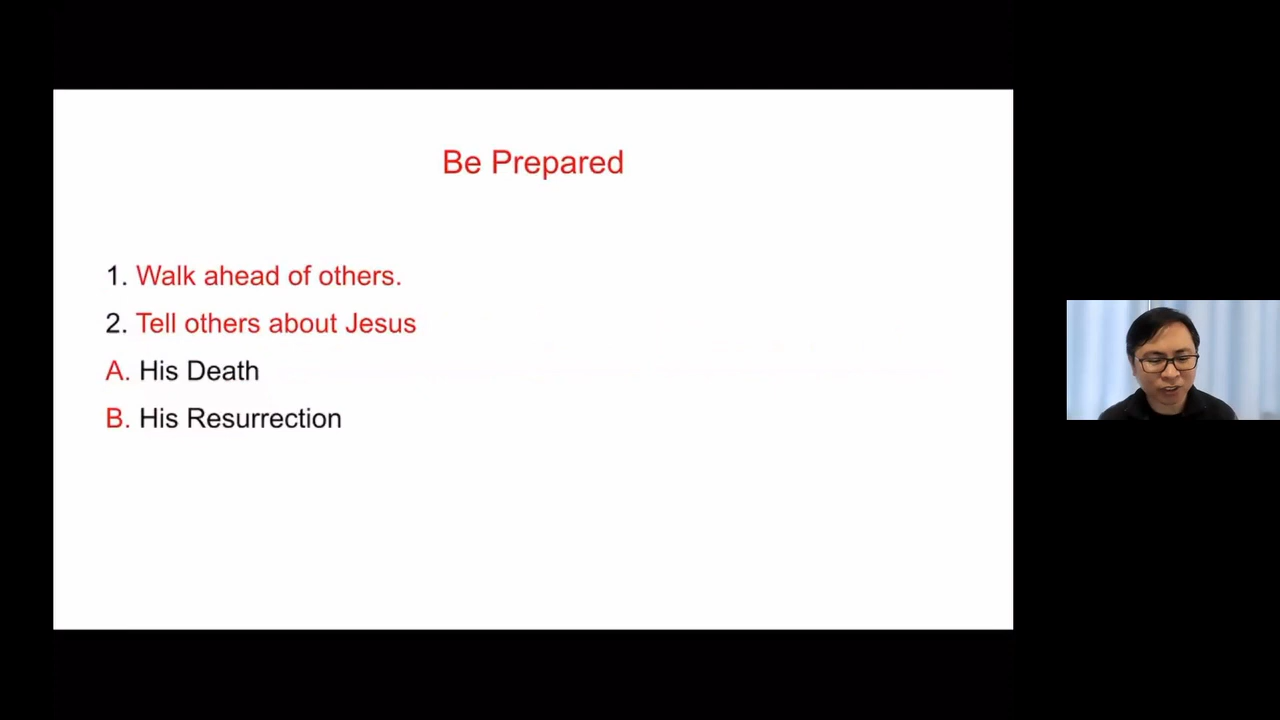 Be Prepared
1. Walk ahead of others.
2. Tell others about Jesus
A. His Death
B. His Resurrection